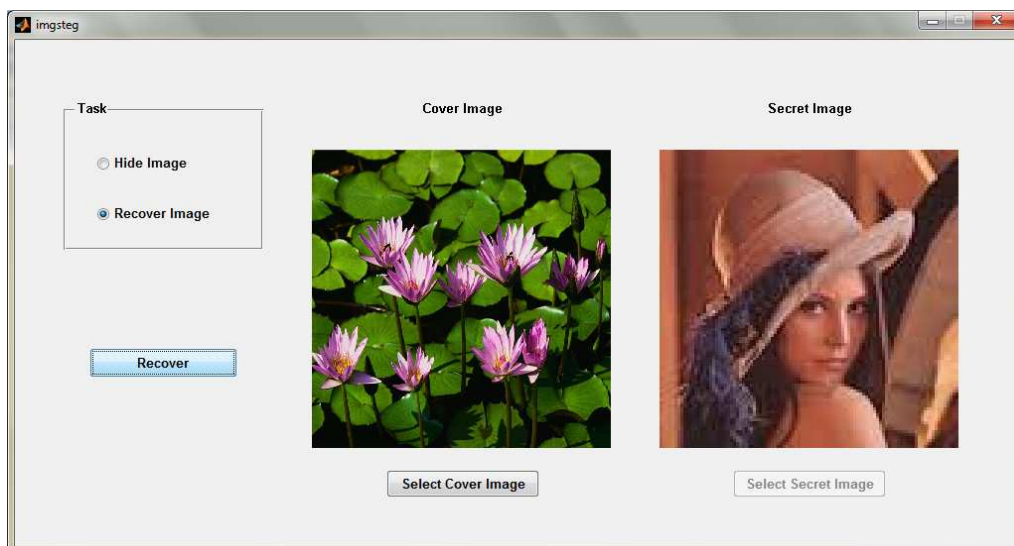 imgsteg
Task
Hide Image
Recover Image
Recover
Cover Image
Select Cover Image
Secret Image
Select Secret Image